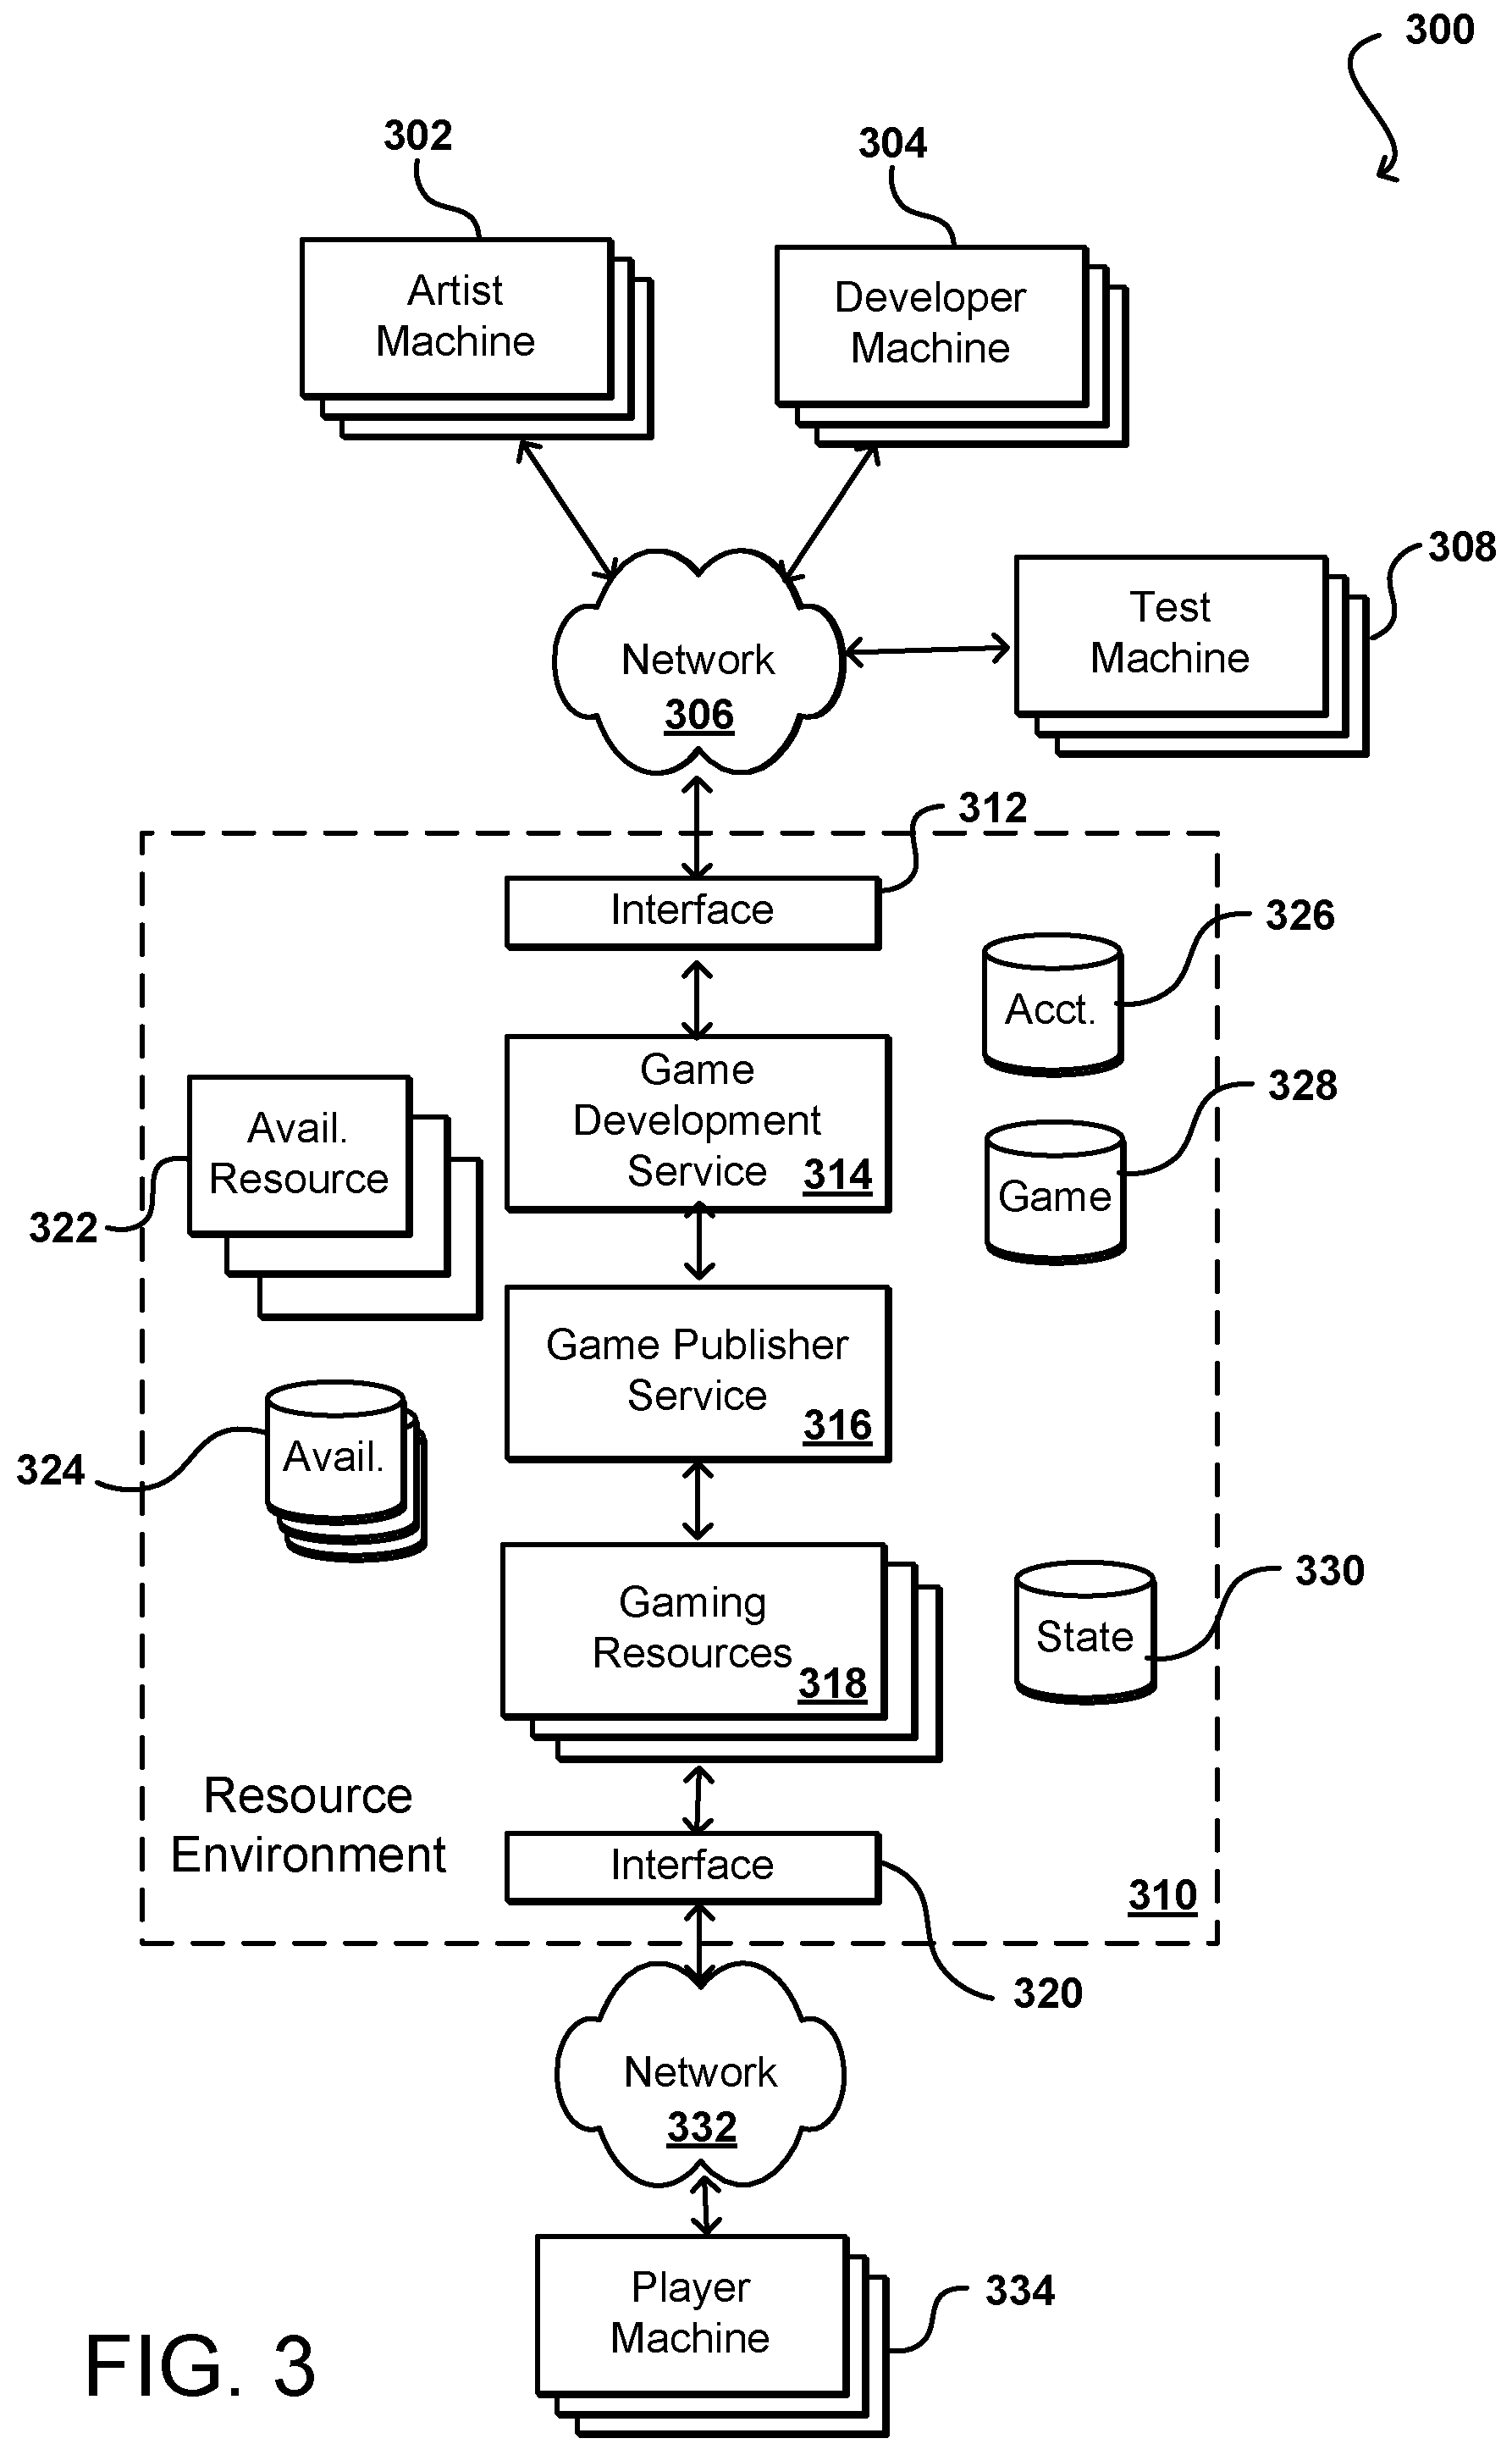 300
302
304
Artist
Machine
Developer
Machine
308
Test
Machine
Network
306
312
Interface
326
Acct.
Game
Development
Service
314
328
Game
Avail.
Resource
322
Game Publisher
Service
316
324
Avail.
Gaming
Resources
318
330
State
Resource
Environment
Interface
310
320
Network
332
Player
Machine
334
FIG. 3